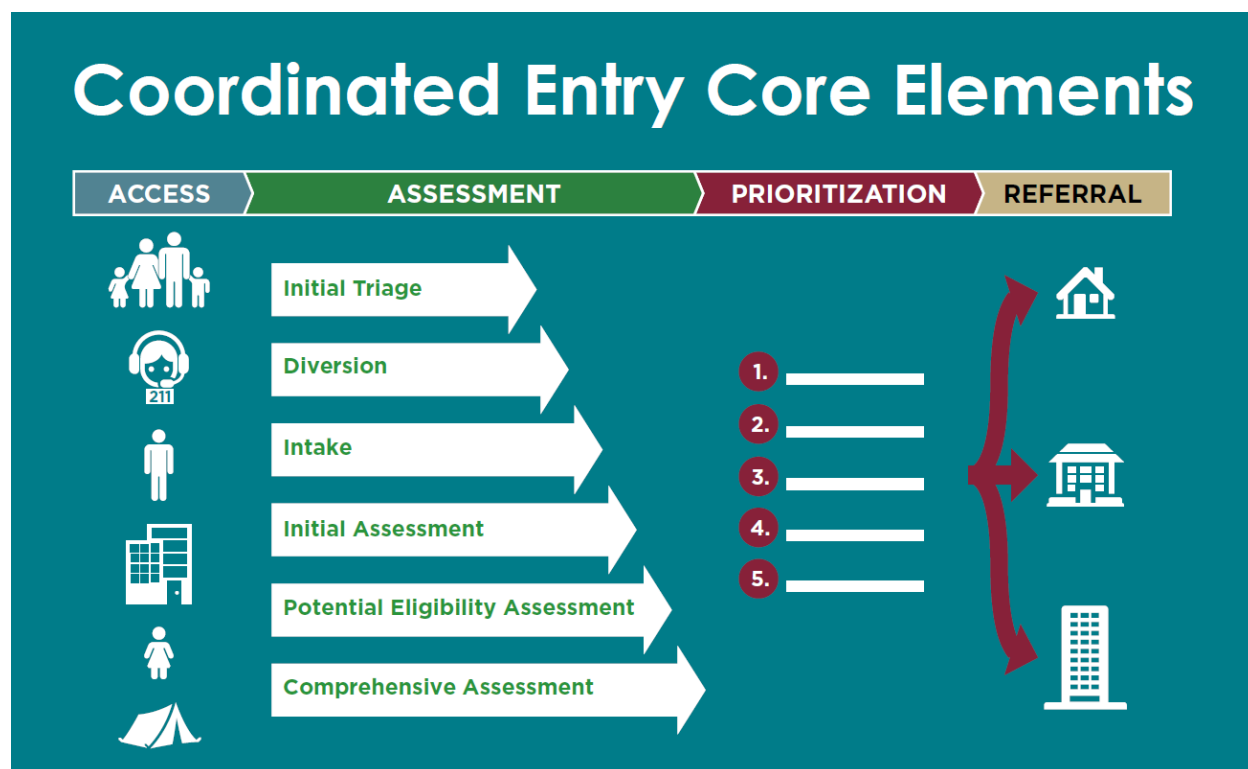 Coordinated Entry Core Elements
ACCESS
ASSESSMENT
PRIORITIZATION
REFERRAL
Initial Triage
Diversion
211
Intake
Initial Assessment
Potential Eligibility Assessment
Comprehensive Assessment
1.
2.
3.
4.
5.